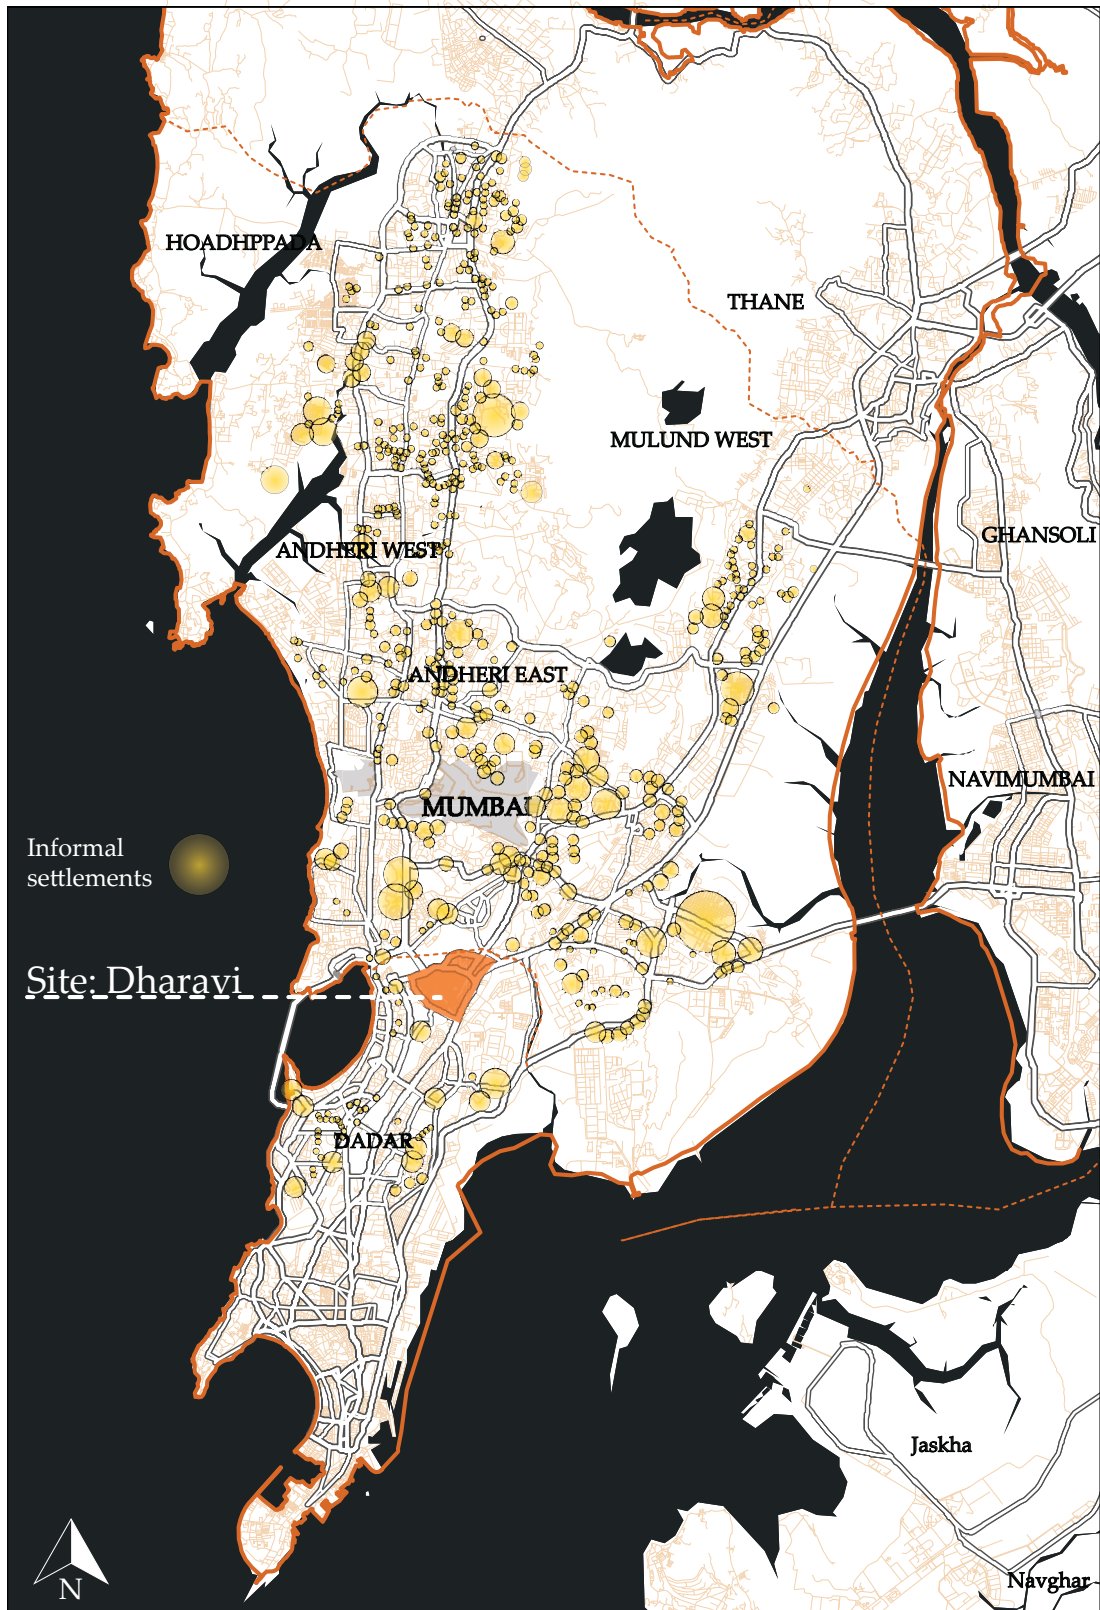 HOADHPPADA
THANE
MULUND WEST
GHANSOLI
ANDHERI WEST
ANDHERI EAST
NAVIMUMBAI
MUMBAI
Informal
settlements
Site: Dharavi
DADAR
Jaskha
Navghar
N